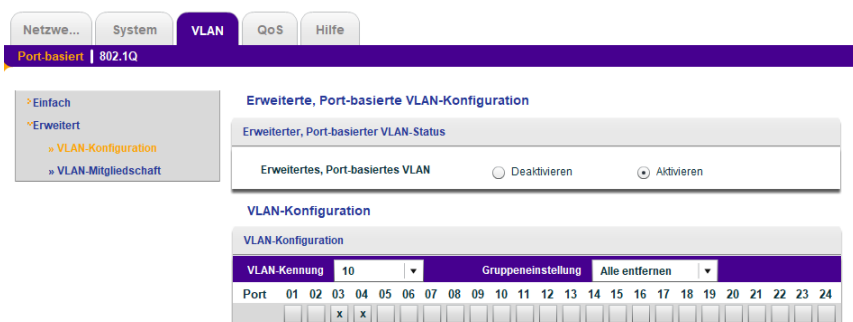 Netzwe... System VLAN QoS Hilfe
Port-basiert | 802.1Q
Einfach
Erweitert
» VLAN-Konfiguration
» VLAN-Mitgliedschaft
Erweiterte, Port-basierte VLAN-Konfiguration
Erweiterter, Port-basierter VLAN-Status
Erweitertes, Port-basiertes VLAN Deaktivieren Aktivieren
VLAN-Konfiguration
VLAN-Konfiguration
VLAN-Kennung 10 Gruppeneinstellung Alle entfernen
Port 01 02 03 04 05 06 07 08 09 10 11 12 13 14 15 16 17 18 19 20 21 22 23 24
x x